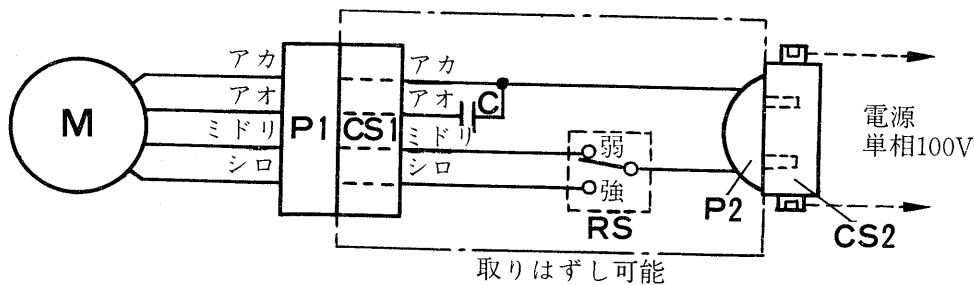 M
アカ
アオ
ミドリ
シロ
P1
CS1
アカ
アオ
C
ミドリ
シロ
弱
強
RS
P2
CS2
電源
単相100V
取りはずし可能